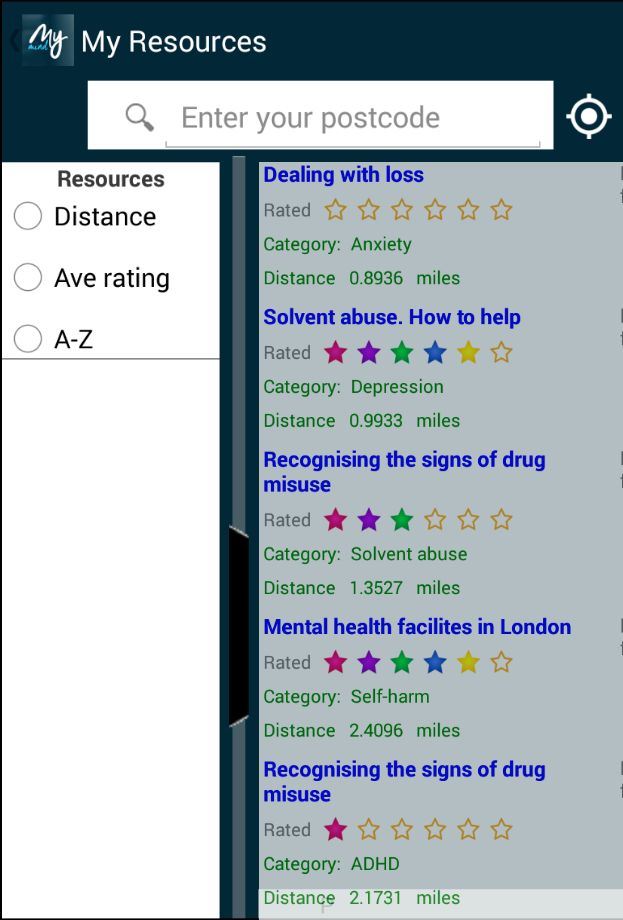 My
mind
My Resources
Enter your postcode
Resources
Distance
Ave rating
A-Z
Dealing with loss
Rated
Category: Anxiety
Distance 0.8936 miles
Solvent abuse. How to help
Rated
Category: Depression
Distance 0.9933 miles
Recognising the signs of drug
misuse
Rated
Category: Solvent abuse
Distance 1.3527 miles
Mental health facilites in London
Rated
Category: Self-harm
Distance 2.4096 miles
Recognising the signs of drug
misuse
Rated
Category: ADHD
Distance 2.1731 miles